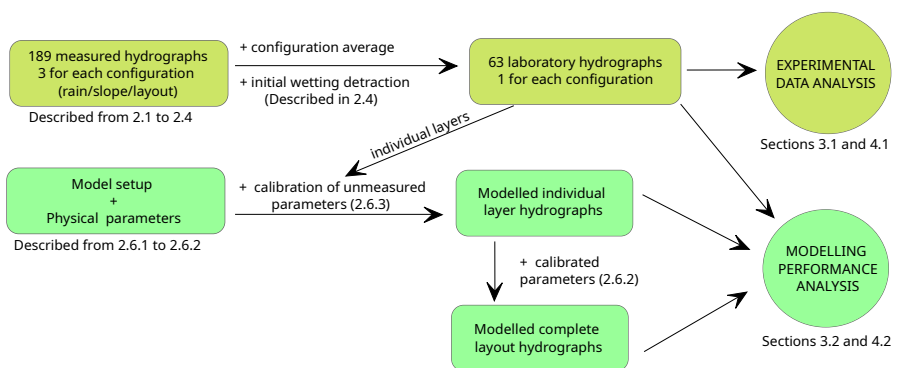 189 measured hydrographs
3 for each configuration
(rain/slope/layout)
Described from 2.1 to 2.4
+ configuration average
+ initial wetting detraction
(Described in 2.4)
63 laboratory hydrographs
1 for each configuration
EXPERIMENTAL
DATA ANALYSIS
Sections 3.1 and 4.1
individual layers
Model setup
+
Physical parameters
Described from 2.6.1 to 2.6.2
+ calibration of unmeasured
parameters (2.6.3)
Modelled individual
layer hydrographs
+ calibrated
parameters (2.6.2)
Modelled complete
layout hydrographs
MODELLING
PERFORMANCE
ANALYSIS
Sections 3.2 and 4.2